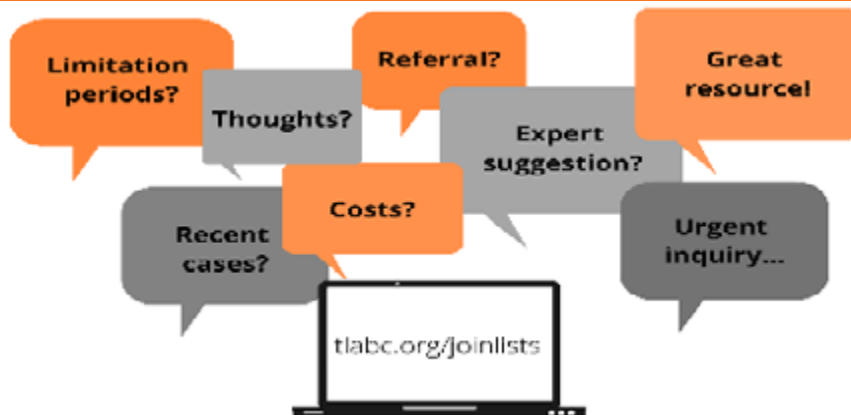 Limitation
periods?
Thoughts?
Referral?
Great
resource!
Expert
suggestion?
Recent
cases?
Costs?
Urgent
inquiry...
tlabc.org/joinlists